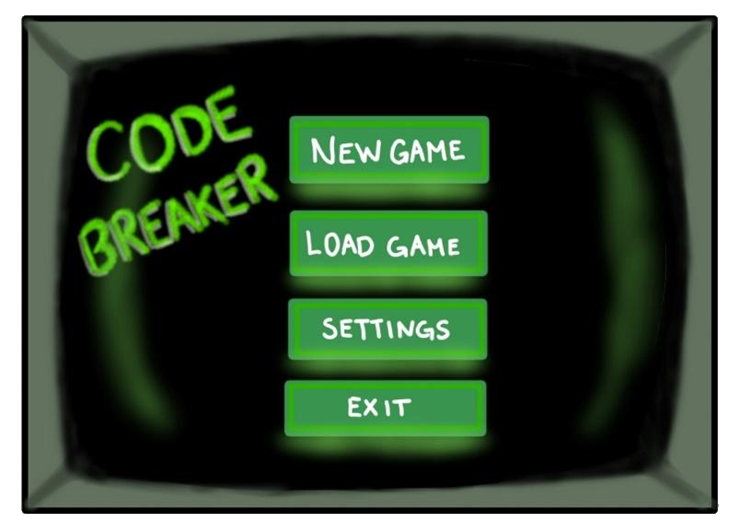 CODE
BREAKER
NEW GAME
LOAD GAME
SETTINGS
EXIT